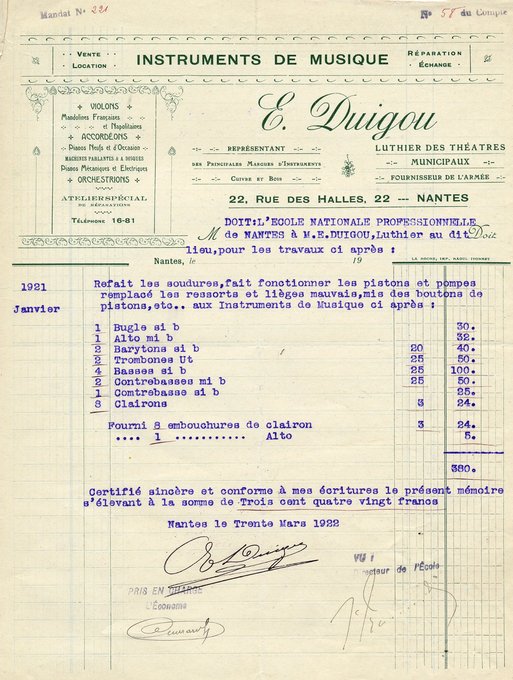 Mandat No 221
No 58 du Compte
Vente
Location
INSTRUMENTS DE MUSIQUE
Réparation
Échange
VIOLONS
Mandolines Françaises
et Napolitaines
ACCORDÉONS
Pianos Neufs et d'Occasion
MACHINES PARLANTES A A DISQUES
Pianos Mécaniques et Electriques
ORCHESTRIONS
ATELIER SPÉCIAL
DE RÉPARATIONS
Téléphone 16-81
E. Duigou
REPRÉSENTANT
des Principales Marques d'Instruments
Cuivre et Bois
LUTHIER DES THÉATRES
MUNICIPAUX
FOURNISSEUR DE L'ARMÉE
22, Rue des Halles, 22 --- NANTES
DOIT:L'ECOLE NATIONALE PROFESSIONNELLE
M de NANTES à M.E.DUIGOU,Luthier au dit Doit
lieu,pour les travaux ci après :
Nantes, le 19
1921
Janvier
Refait les soudures,fait fonctionner les pistons et pompes
remplacé les ressorts et lièges mauvais,mis des boutons de
pistons,etc.. aux Instruments de Musique ci après :
1 Bugle si b 30.
1 Alto mi b 32.
2 Barytons si b 20 40.
2 Trombones Ut 25 50.
4 Basses si b 25 100.
2 Contrebasses mi b 25 50.
1 Comtrebasse si b 25.
8 Clairons 3 24.
Fourni 8 embouchures de clairon 3 24.
.... 1 ........... Alto 5.
380.
Certifié sincère et conforme à mes écritures le présent mémoire
s'élevant à la somme de Trois cent quatre vingt francs
Nantes le Trente Mars 1922
E Duigou
VU :
Directeur de l'École
PRIS EN CHARGE
L'Économe